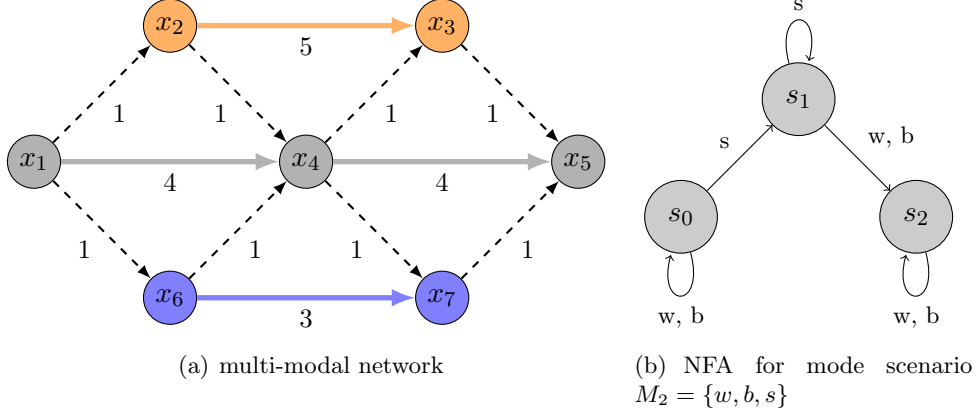 x₂ x₃ s
5
s₁
1 1 1 1
s w, b
x₁ x₄ x₅
4 4
s₀ s₂
1 1 1 1
x₆ x₇
3 w, b w, b
(a) multi-modal network
(b) NFA for mode scenario
M₂ = {w, b, s}